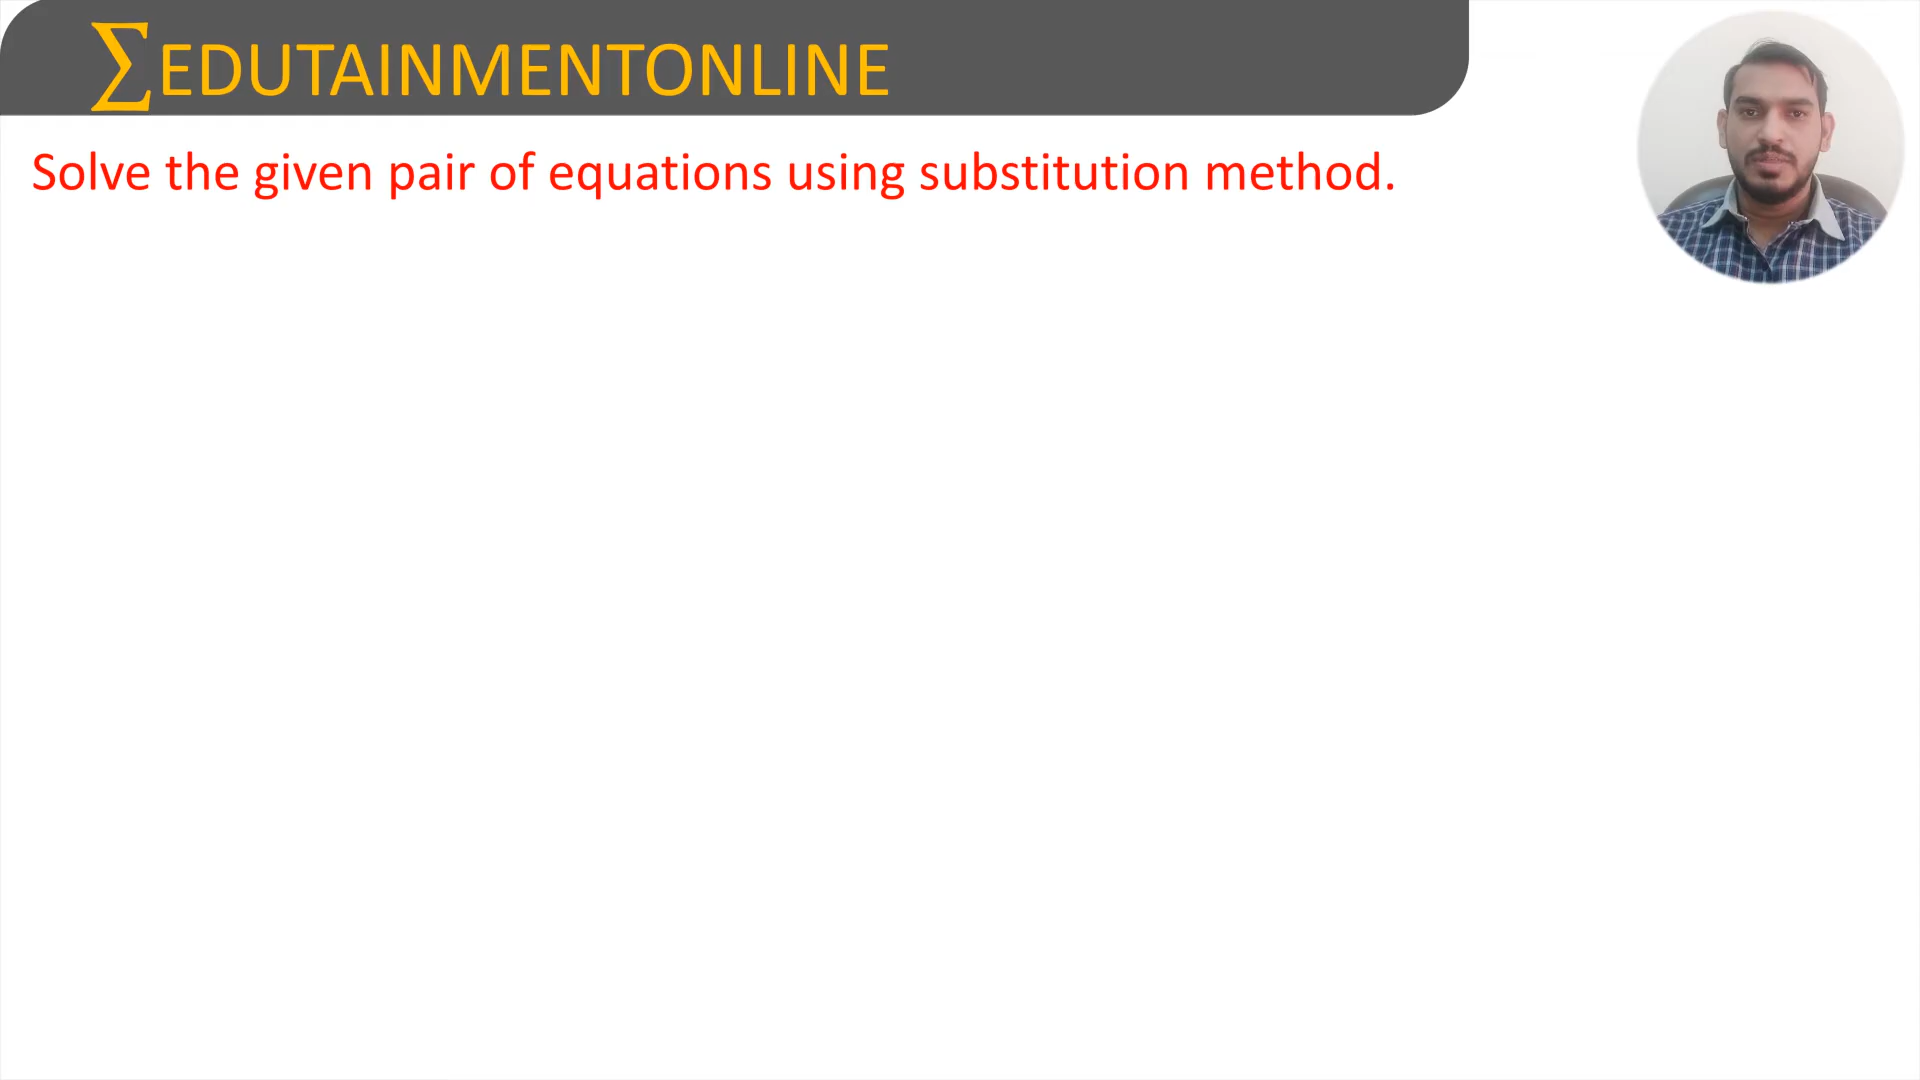 ∑EDUTAINMENTONLINE
Solve the given pair of equations using substitution method.